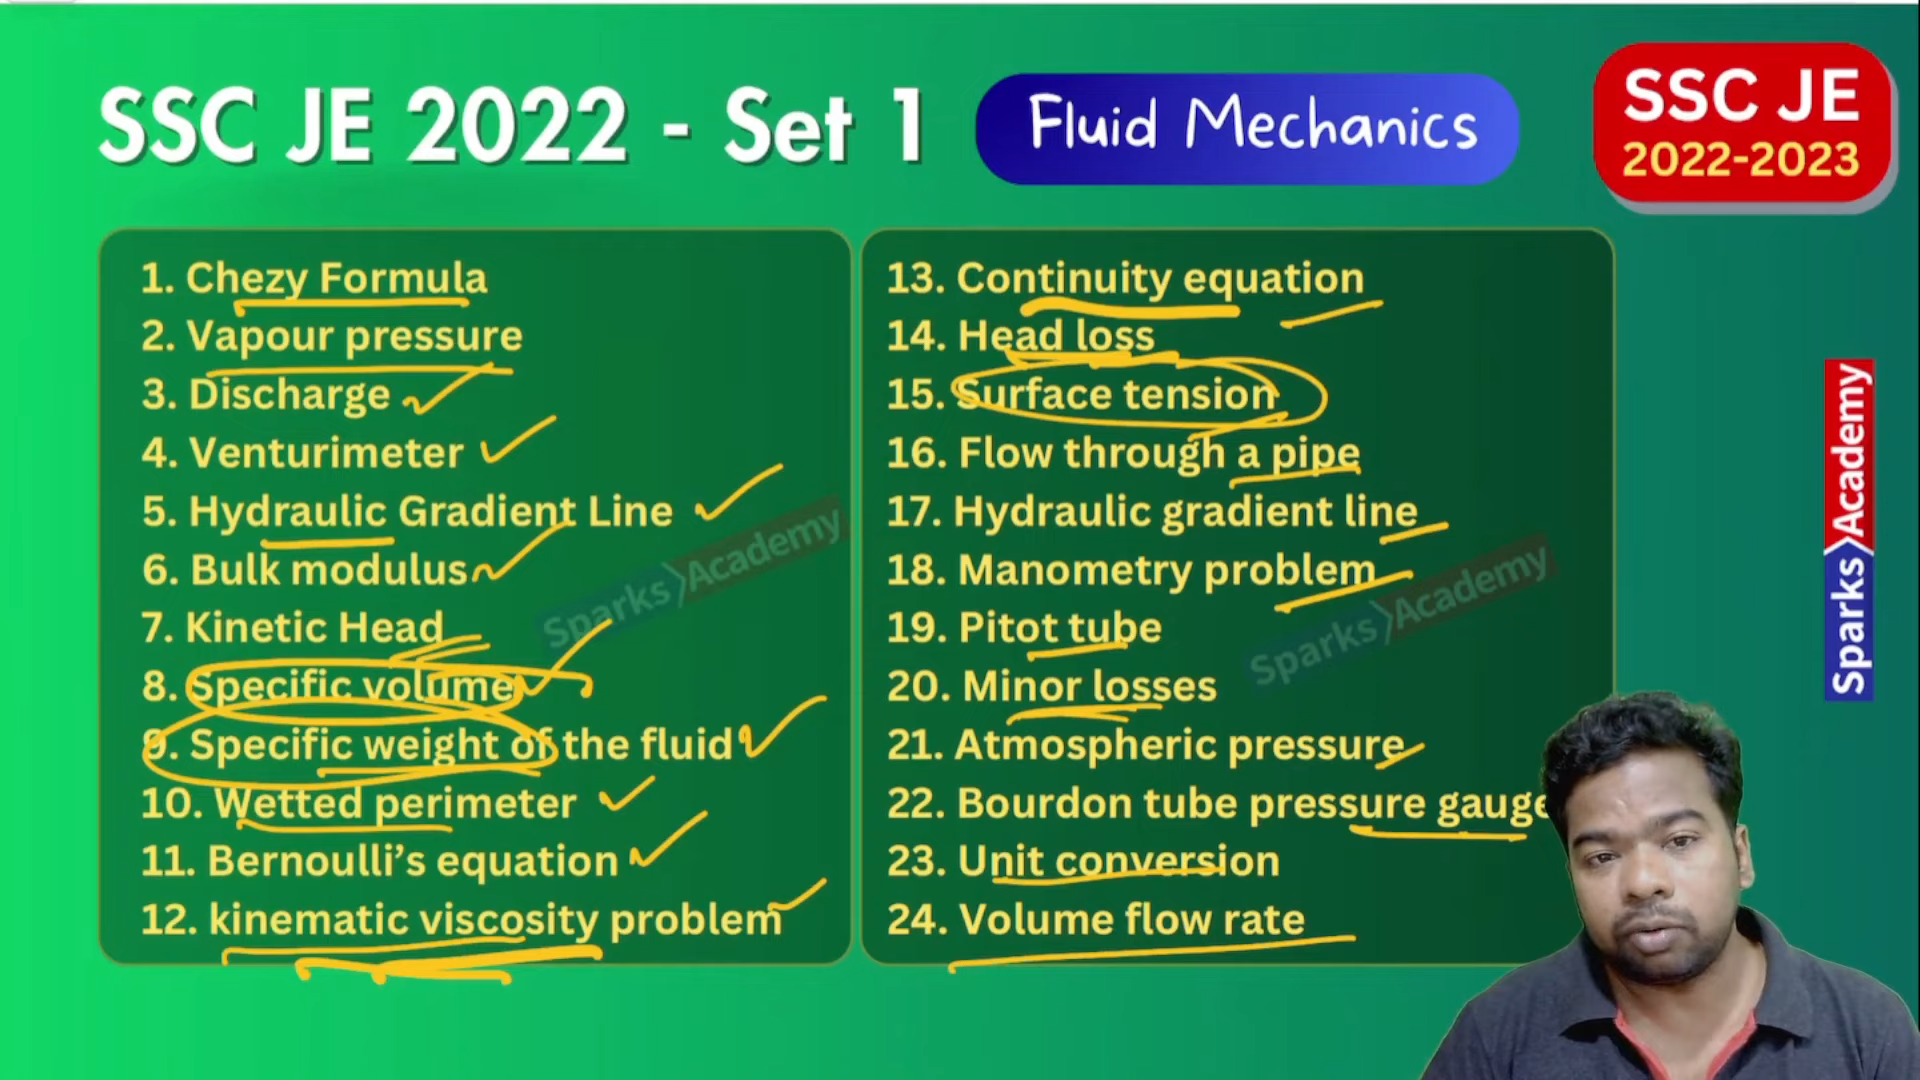 SSC JE 2022 - Set 1
Fluid Mechanics
SSC JE
2022-2023
1. Chezy Formula
2. Vapour pressure
3. Discharge
4. Venturimeter
5. Hydraulic Gradient Line
6. Bulk modulus
7. Kinetic Head
8. Specific volume
9. Specific weight of the fluid
10. Wetted perimeter
11. Bernoulli's equation
12. kinematic viscosity problem
13. Continuity equation
14. Head loss
15. Surface tension
16. Flow through a pipe
17. Hydraulic gradient line
18. Manometry problem
19. Pitot tube
20. Minor losses
21. Atmospheric pressure
22. Bourdon tube pressure gauge
23. Unit conversion
24. Volume flow rate
Sparks Academy
Sparks Academy
Sparks Academy